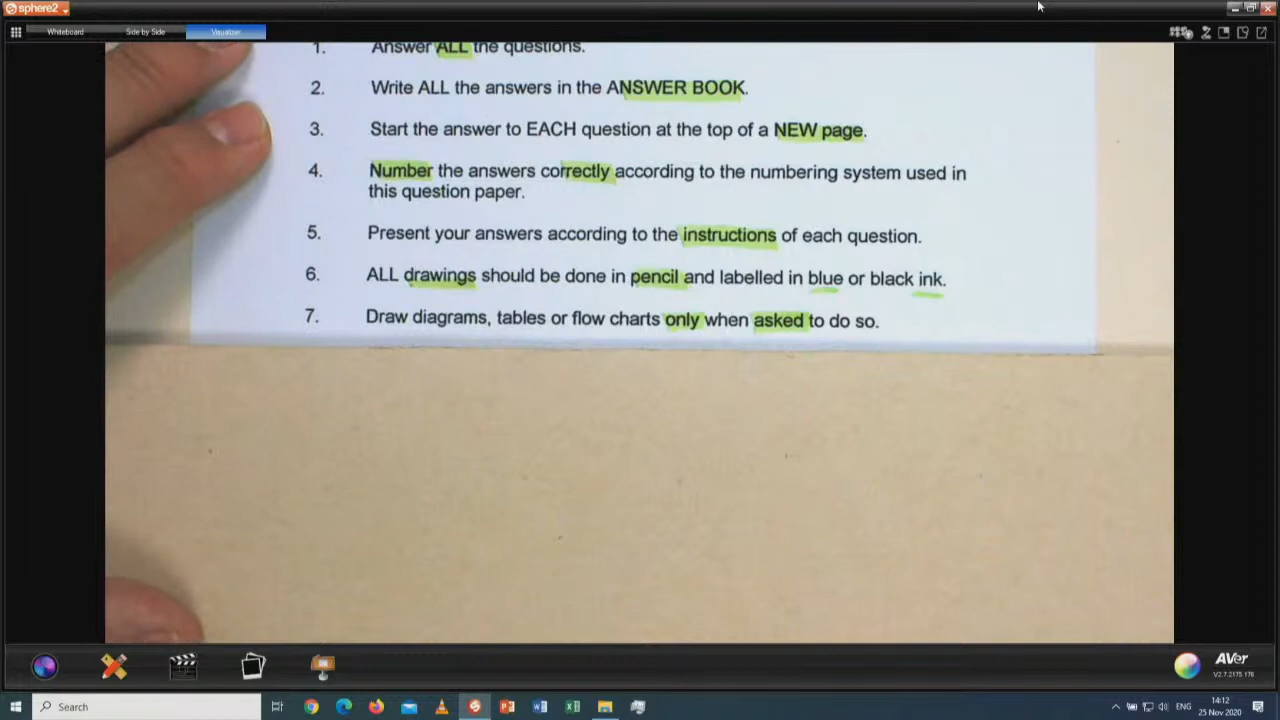 sphere2
Whiteboard
Side by Side
Visualizer
1. Answer ALL the questions.
2. Write ALL the answers in the ANSWER BOOK.
3. Start the answer to EACH question at the top of a NEW page.
4. Number the answers correctly according to the numbering system used in
this question paper.
5. Present your answers according to the instructions of each question.
6. ALL drawings should be done in pencil and labelled in blue or black ink.
7. Draw diagrams, tables or flow charts only when asked to do so.
AVer
V2.7.2175.178
Search
ENG
14:12
25 Nov 2020